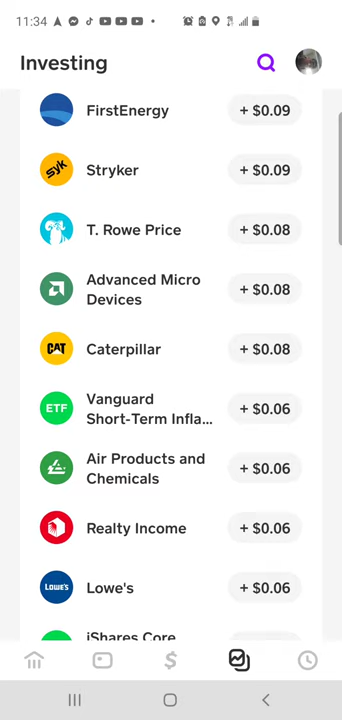 11:34
Investing
FirstEnergy
+ $0.09
syk
Stryker
+ $0.09
T. Rowe Price
+ $0.08
Advanced Micro
Devices
+ $0.08
CAT
Caterpillar
+ $0.08
ETF
Vanguard
Short-Term Infla...
+ $0.06
Air Products and
Chemicals
+ $0.06
Realty Income
+ $0.06
LOWE'S
Lowe's
+ $0.06
iShares Core
$